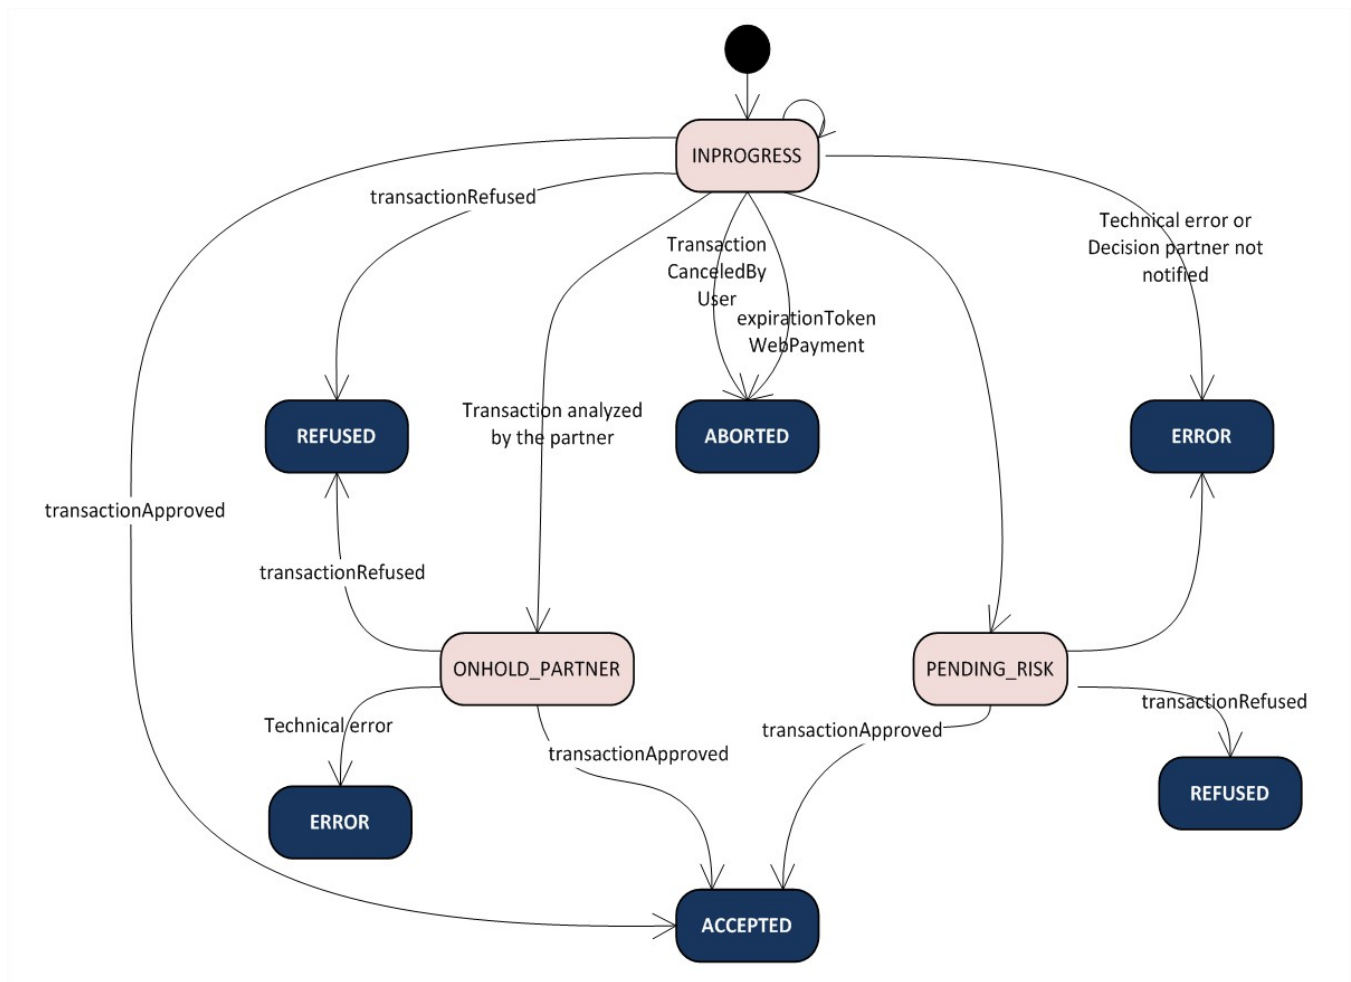 INPROGRESS
transactionRefused
Technical error or
Decision partner not
notified
Transaction
CanceledBy
User
expirationToken
WebPayment
Transaction analyzed
by the partner
REFUSED
ABORTED
ERROR
transactionApproved
transactionRefused
ONHOLD_PARTNER
PENDING_RISK
Technical error
transactionApproved
transactionApproved
transactionRefused
ERROR
REFUSED
ACCEPTED